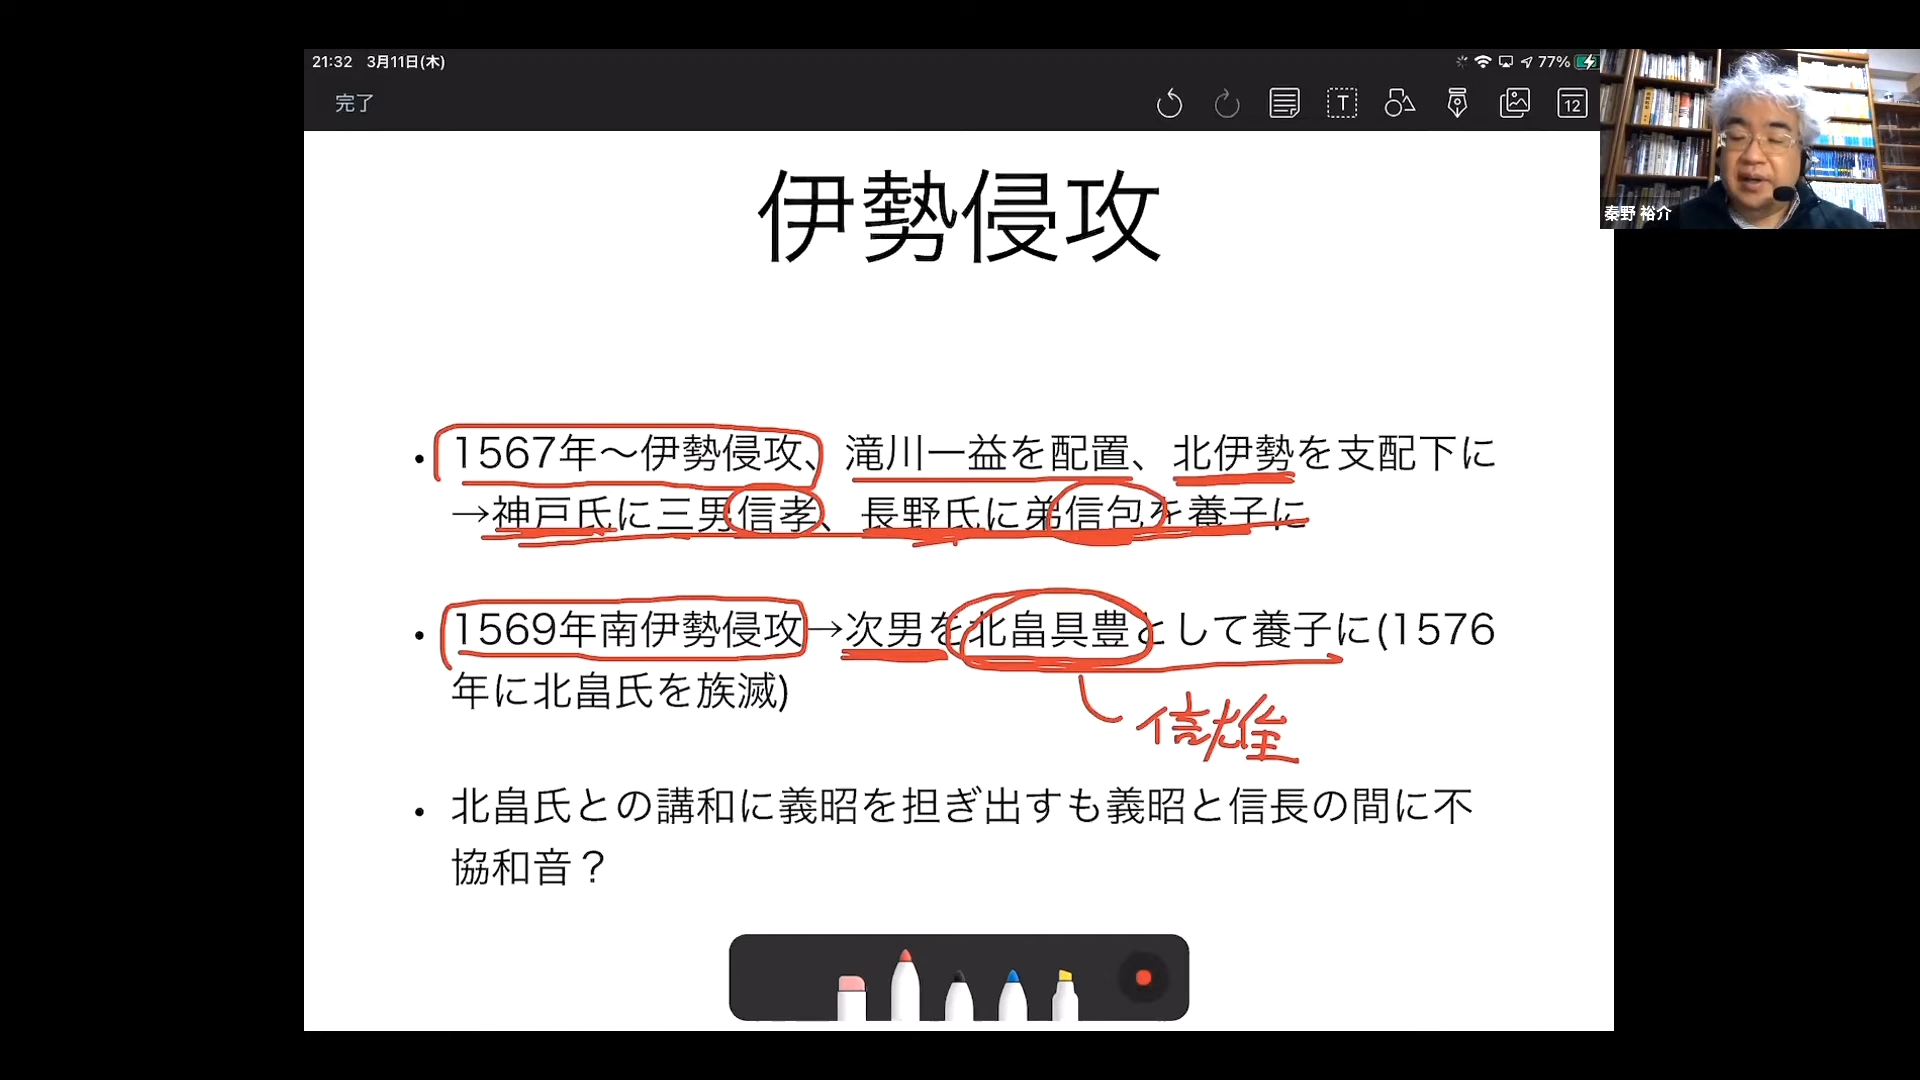 21:32 3月11日(木)
77%
完了
T
12
秦野 裕介
伊勢侵攻
• 1567年〜伊勢侵攻、滝川一益を配置、北伊勢を支配下に
→神戸氏に三男信孝、長野氏に弟信包を養子に
• 1569年南伊勢侵攻→次男を北畠具豊として養子に(1576
年に北畠氏を族滅)
信雄
• 北畠氏との講和に義昭を担ぎ出すも義昭と信長の間に不
協和音？